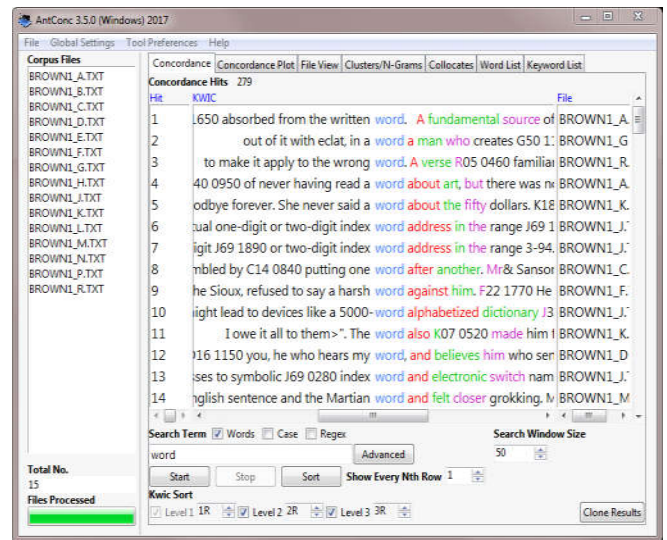 AntConc 3.5.0 (Windows) 2017
File Global Settings Tool Preferences Help
Corpus Files
BROWN1_A.TXT
BROWN1_B.TXT
BROWN1_C.TXT
BROWN1_D.TXT
BROWN1_E.TXT
BROWN1_F.TXT
BROWN1_G.TXT
BROWN1_H.TXT
BROWN1_J.TXT
BROWN1_K.TXT
BROWN1_L.TXT
BROWN1_M.TXT
BROWN1_N.TXT
BROWN1_P.TXT
BROWN1_R.TXT
Total No.
15
Files Processed
Concordance Concordance Plot File View Clusters/N-Grams Collocates Word List Keyword List
Concordance Hits 279
Hit KWIC File
1 1650 absorbed from the written word. A fundamental source of BROWN1_A.
2 out of it with eclat, in a word a man who creates G50 11 BROWN1_G
3 to make it apply to the wrong word. A verse R05 0460 familiar BROWN1_R.
4 40 0950 of never having read a word about art, but there was no BROWN1_A.
5 odbye forever. She never said a word about the fifty dollars. K18 BROWN1_K.
6 ual one-digit or two-digit index word address in the range J69 1 BROWN1_J.
7 igit J69 1890 or two-digit index word address in the range 3-94. BROWN1_J.
8 mbled by C14 0840 putting one word after another. Mr& Sanson BROWN1_C.
9 he Sioux, refused to say a harsh word against him. F22 1770 He BROWN1_F.
10 ight lead to devices like a 5000-word alphabetized dictionary J3 BROWN1_J.
11 I owe it all to them>". The word also K07 0520 made him BROWN1_K.
12 16 1150 you, he who hears my word, and believes him who sen BROWN1_D
13 ses to symbolic J69 0280 index word and electronic switch nam BROWN1_J.
14 nglish sentence and the Martian word and felt closer grokking. BROWN1_M
Search Term Words Case Regex Search Window Size
word Advanced 50
Start Stop Sort Show Every Nth Row 1
Kwic Sort
Level 1 1R Level 2 2R Level 3 3R Clone Results